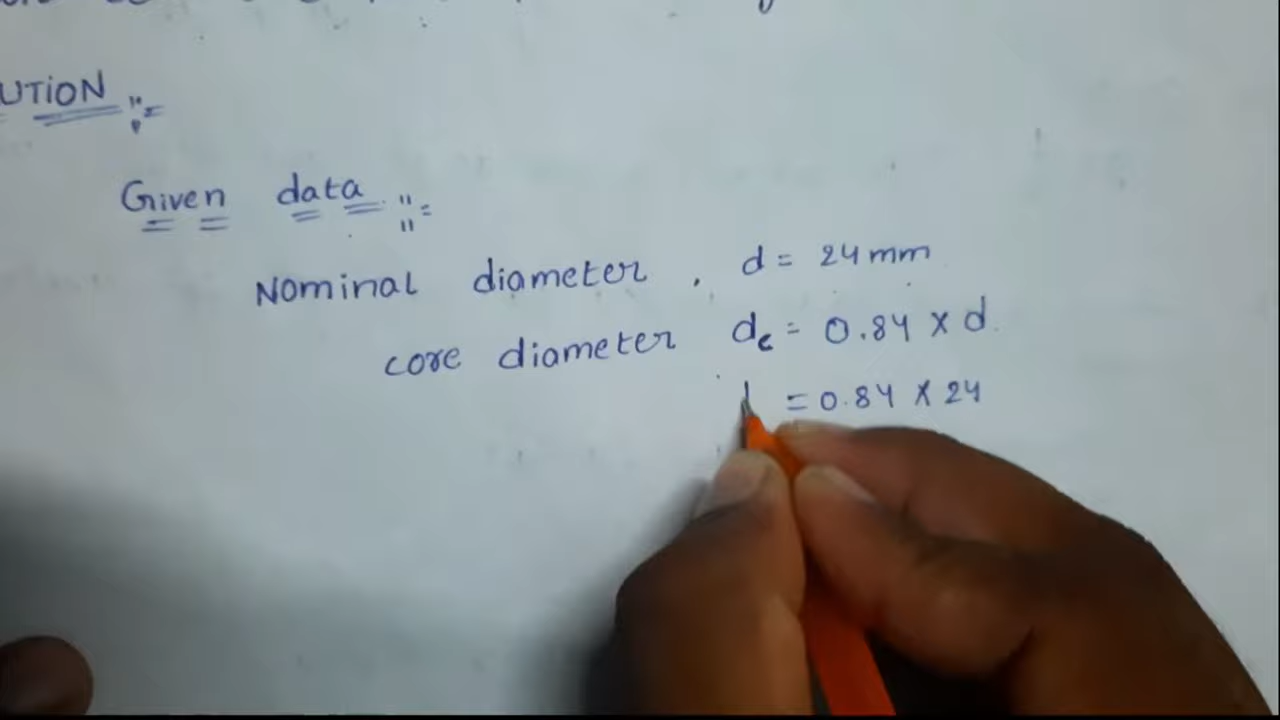 UTiON :=
Given data :=
Nominal diameter , d = 24 mm
core diameter dc = 0.84 × d
= 0.84 × 24